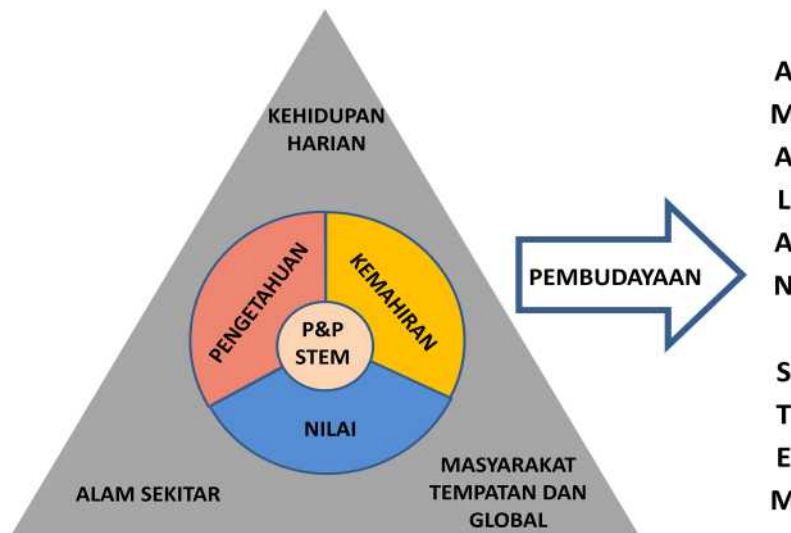 KEHIDUPAN
HARIAN
PENGETAHUAN
KEMAHIRAN
P&P
STEM
NILAI
ALAM SEKITAR
MASYARAKAT
TEMPATAN DAN
GLOBAL
PEMBUDAYAAN
A
M
A
L
A
N
S
T
E
M